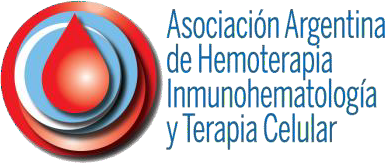 Asociación Argentina
de Hemoterapia
Inmunohematología
y Terapia Celular